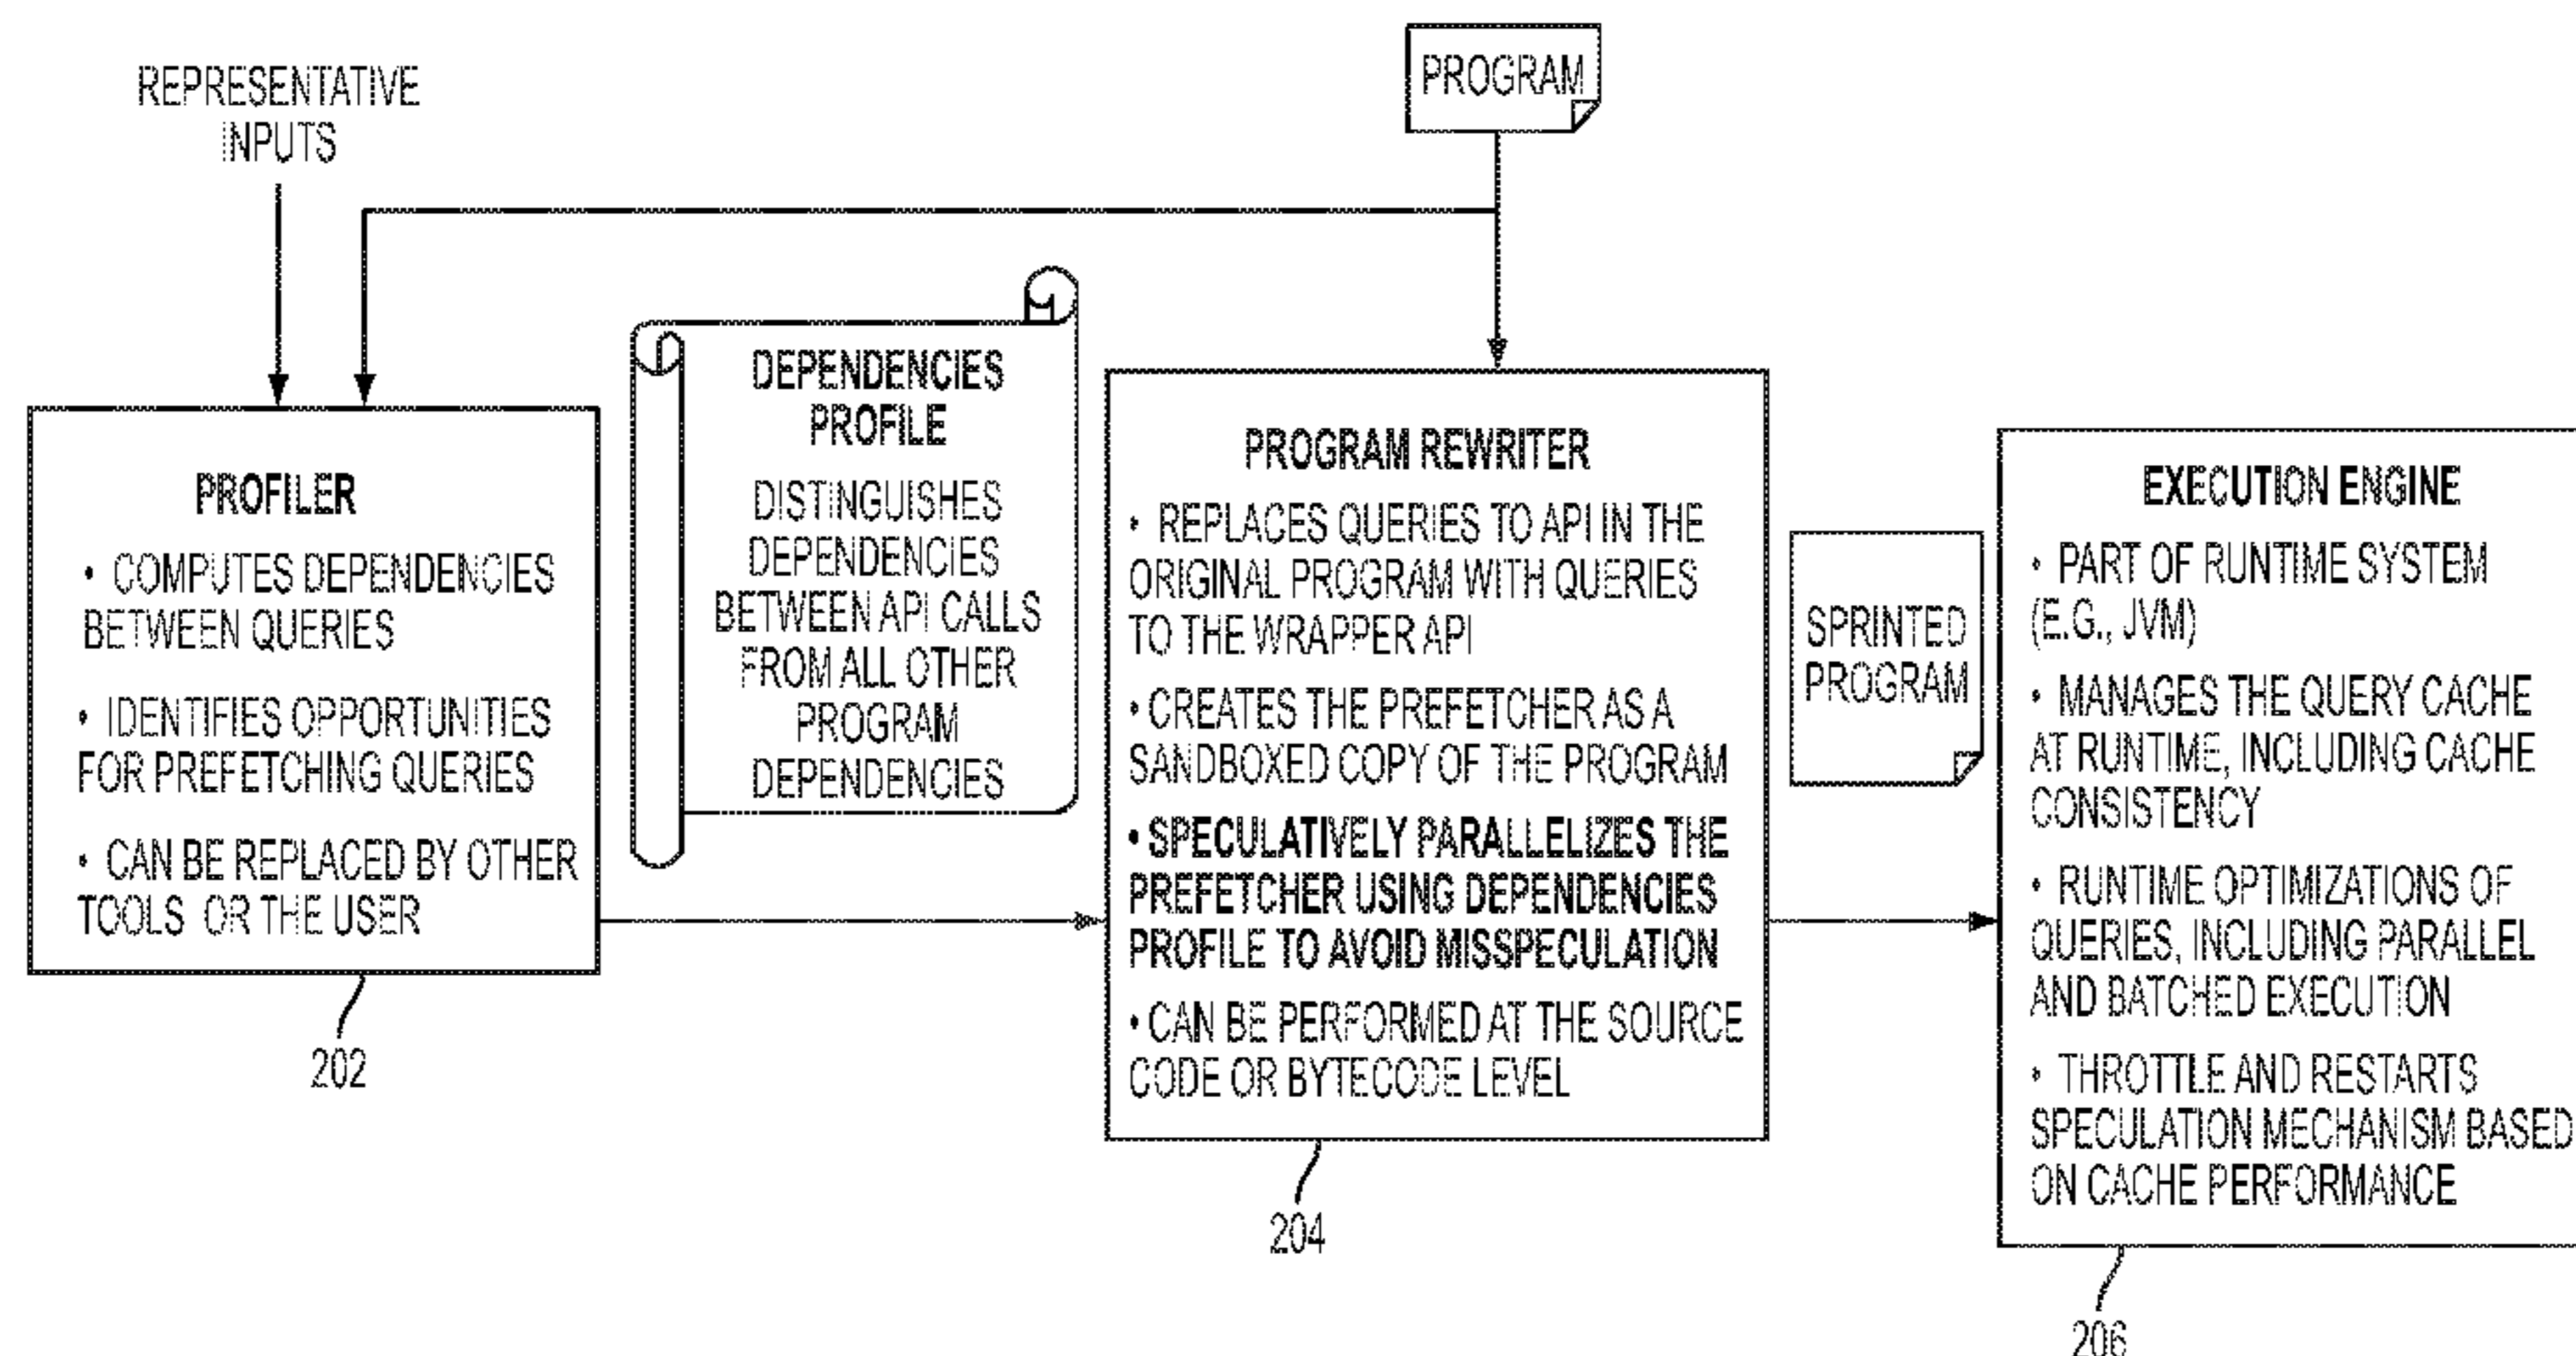 REPRESENTATIVE
INPUTS
PROGRAM
PROFILER
• COMPUTES DEPENDENCIES
BETWEEN QUERIES
• IDENTIFIES OPPORTUNITIES
FOR PREFETCHING QUERIES
• CAN BE REPLACED BY OTHER
TOOLS OR THE USER
202
DEPENDENCIES
PROFILE
DISTINGUISHES
DEPENDENCIES
BETWEEN API CALLS
FROM ALL OTHER
PROGRAM
DEPENDENCIES
PROGRAM REWRITER
• REPLACES QUERIES TO API IN THE
ORIGINAL PROGRAM WITH QUERIES
TO THE WRAPPER API
• CREATES THE PREFETCHER AS A
SANDBOXED COPY OF THE PROGRAM
• SPECULATIVELY PARALLELIZES THE
PREFETCHER USING DEPENDENCIES
PROFILE TO AVOID MISSPECULATION
• CAN BE PERFORMED AT THE SOURCE
CODE OR BYTECODE LEVEL
204
SPRINTED
PROGRAM
EXECUTION ENGINE
• PART OF RUNTIME SYSTEM
(E.G., JVM)
• MANAGES THE QUERY CACHE
AT RUNTIME, INCLUDING CACHE
CONSISTENCY
• RUNTIME OPTIMIZATIONS OF
QUERIES, INCLUDING PARALLEL
AND BATCHED EXECUTION
• THROTTLE AND RESTARTS
SPECULATION MECHANISM BASED
ON CACHE PERFORMANCE
206